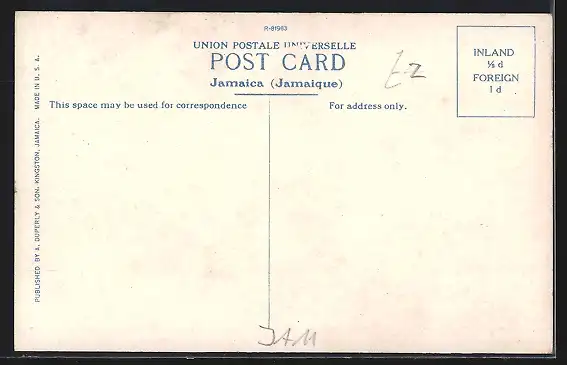 R-81963
UNION POSTALE UNIVERSELLE
POST CARD
Jamaica (Jamaique)
INLAND
½ d
FOREIGN
1 d
This space may be used for correspondence
For address only.
PUBLISHED BY A. DUPERLY & SON, KINGSTON, JAMAICA. MADE IN U. S. A.
JAM